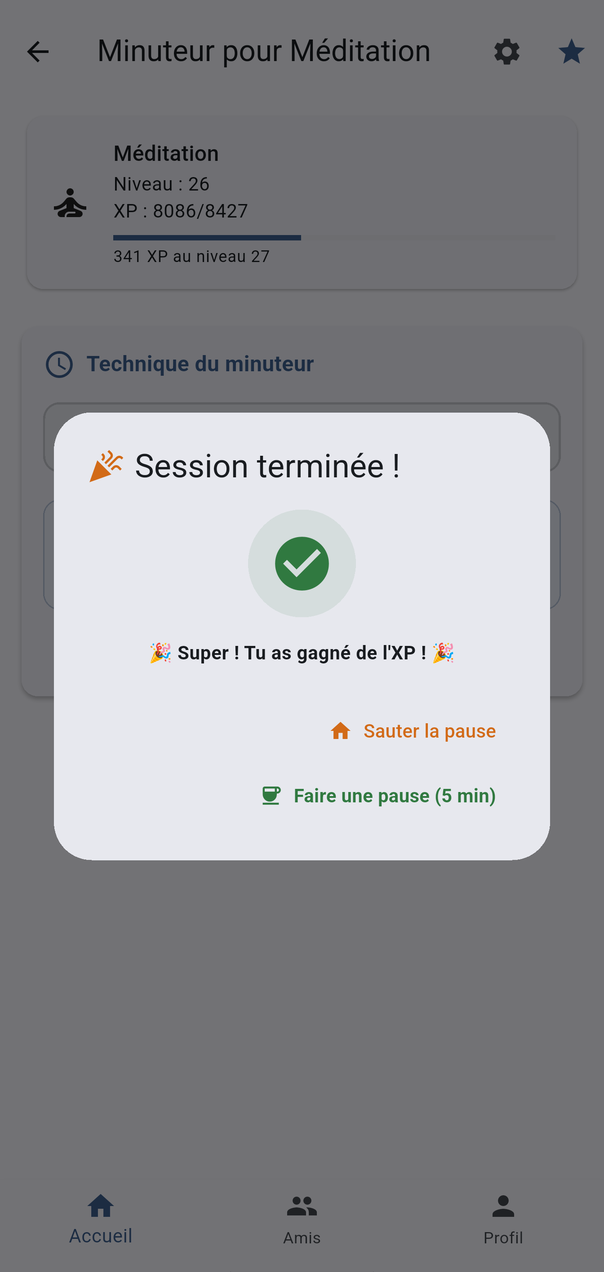 Minuteur pour Méditation
Méditation
Niveau : 26
XP : 8086/8427
341 XP au niveau 27
Technique du minuteur
Session terminée !
🎉 Super ! Tu as gagné de l'XP ! 🎉
Sauter la pause
Faire une pause (5 min)
Accueil
Amis
Profil